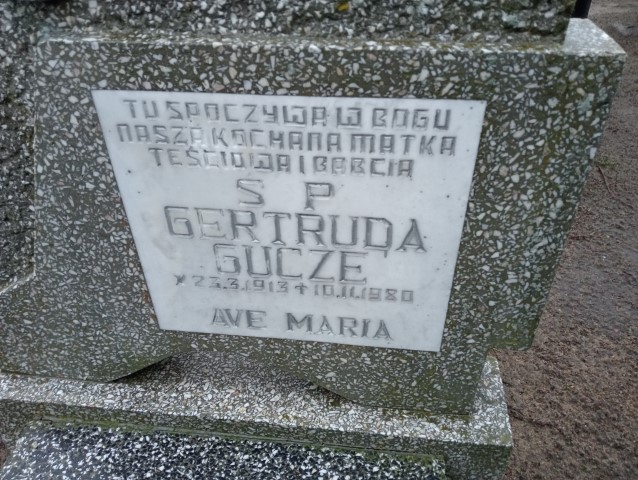 TU SPOCZYWA W BOGU
NASZA KOCHANA MATKA
TEŚCIOWA I BABCIA
S P
GERTRUDA
GUCZE
* 23.3.1913 + 10.11.1980
AVE MARIA